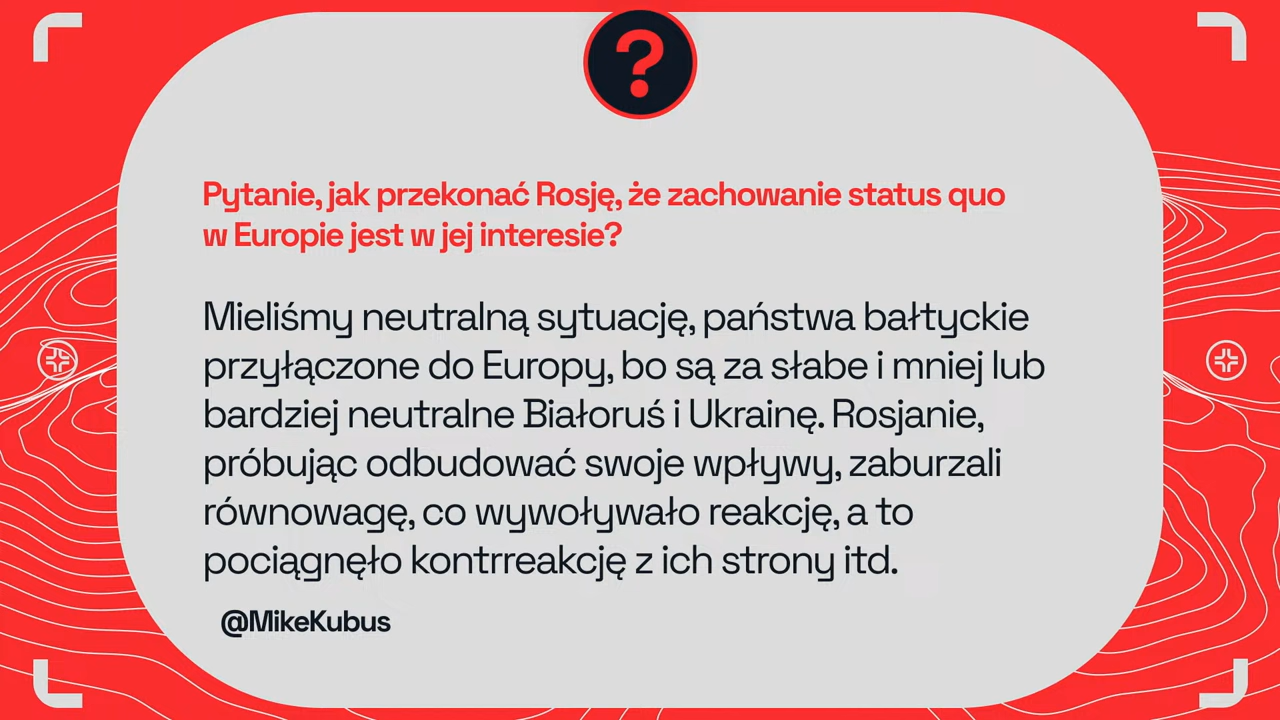 ?
Pytanie, jak przekonać Rosję, że zachowanie status quo
w Europie jest w jej interesie?
Mieliśmy neutralną sytuację, państwa bałtyckie
przyłączone do Europy, bo są za słabe i mniej lub
bardziej neutralne Białoruś i Ukrainę. Rosjanie,
próbując odbudować swoje wpływy, zaburzali
równowagę, co wywoływało reakcję, a to
pociągnęło kontrreakcję z ich strony itd.
@MikeKubus